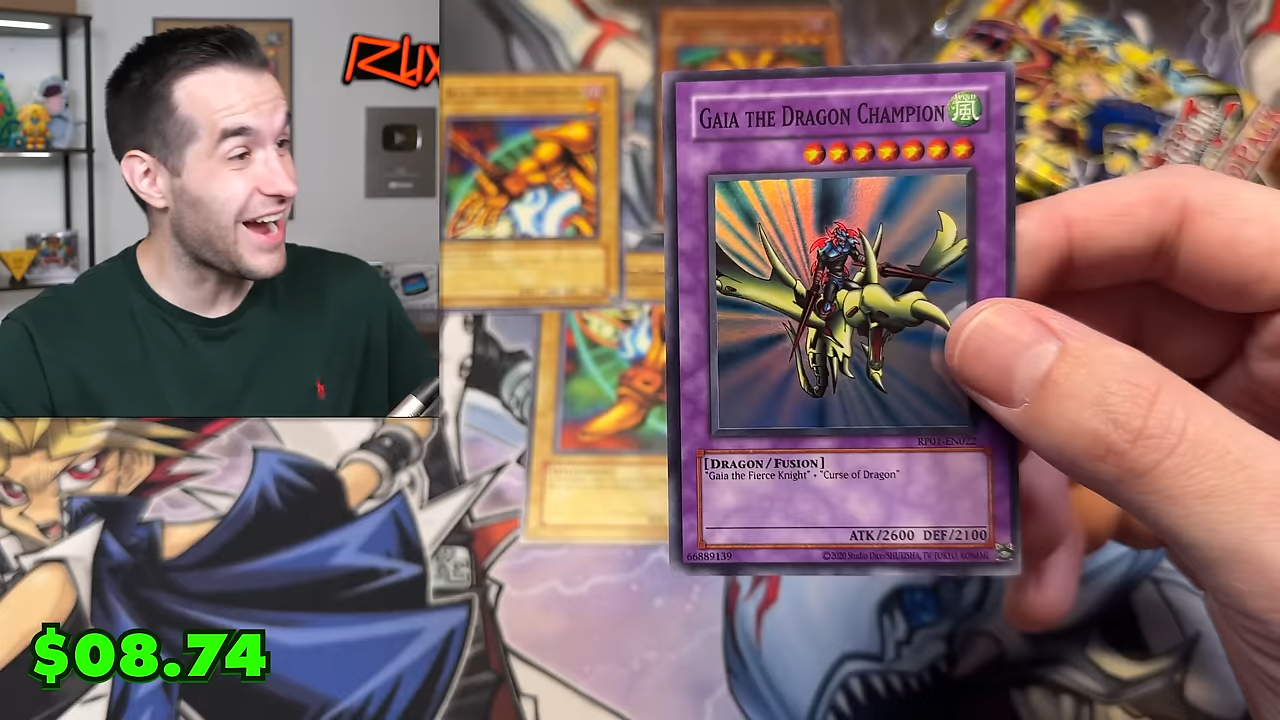 RUX
GAIA THE DRAGON CHAMPION
WIND
風
RP01-EN022
[DRAGON/FUSION]
"Gaia the Fierce Knight" + "Curse of Dragon"
ATK/2600 DEF/2100
66889139
©2020 Studio Dice/SHUEISHA, TV TOKYO, KONAMI
$08.74